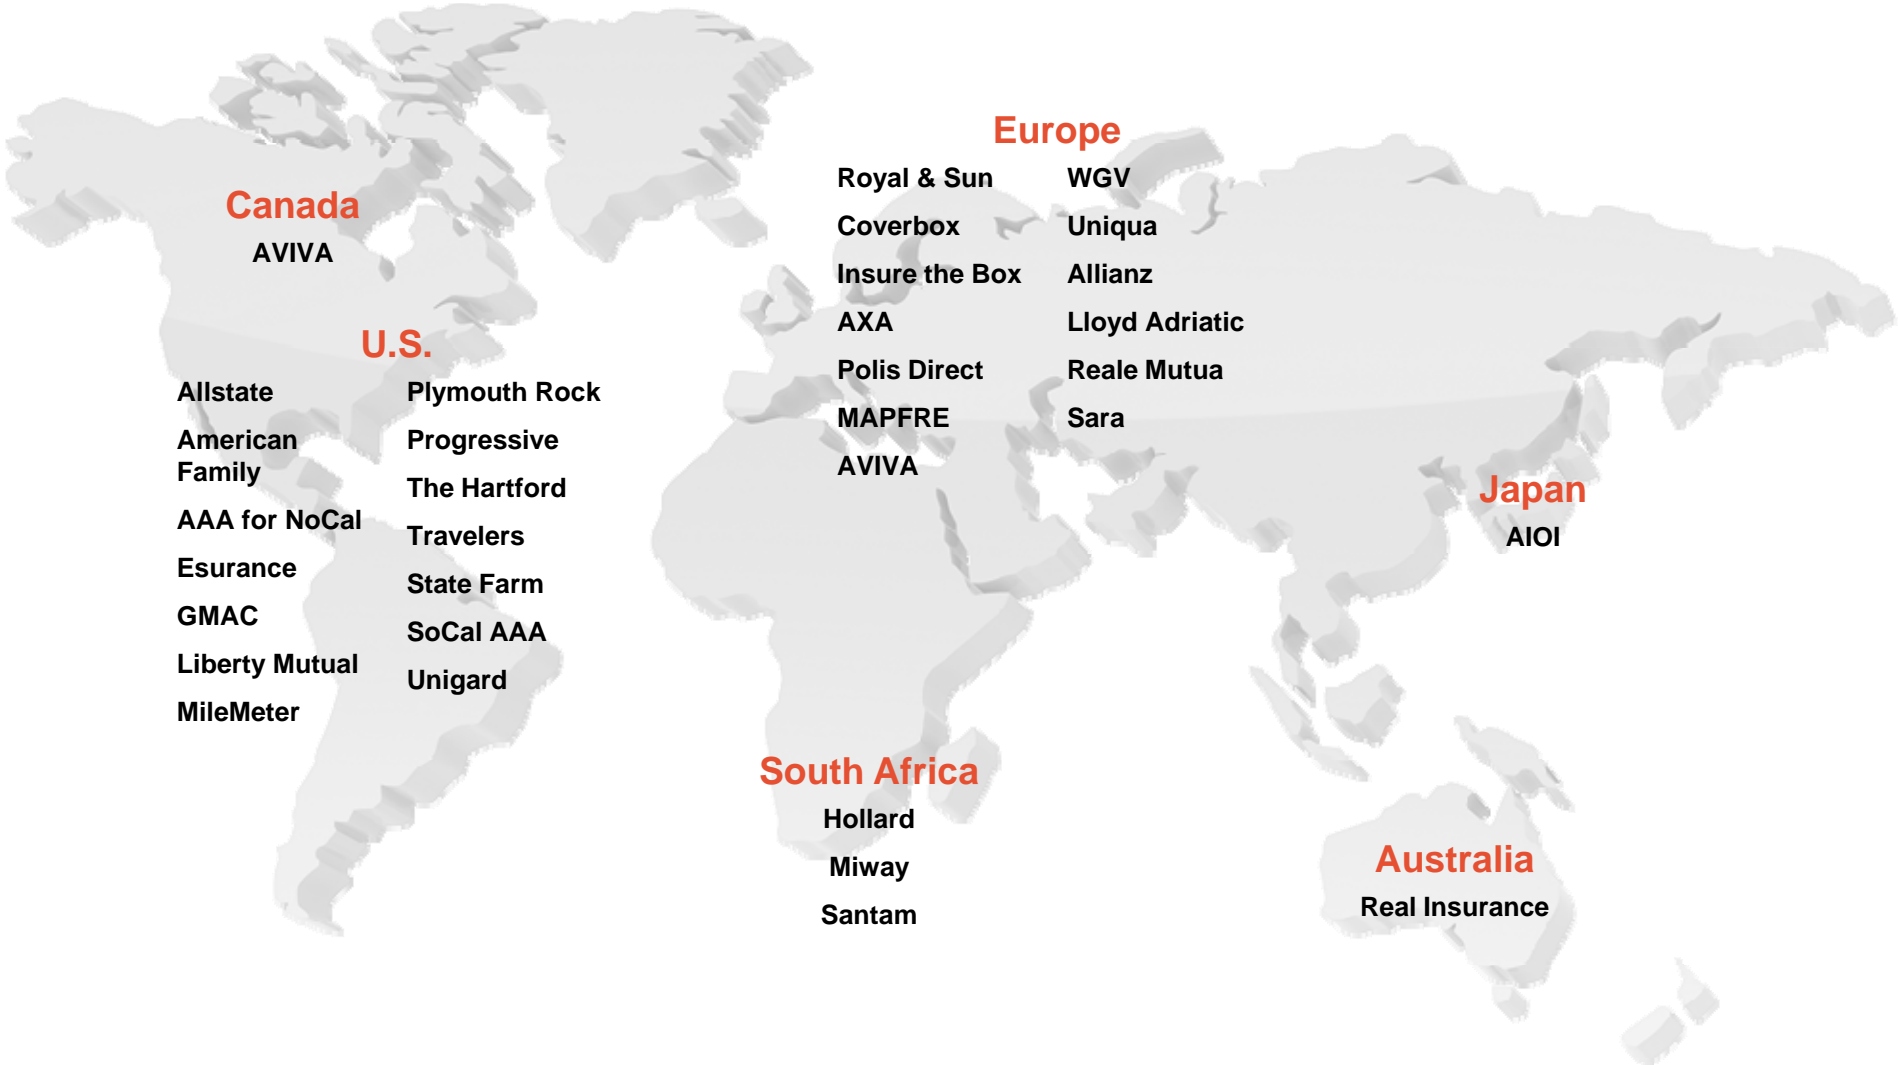 Canada
AVIVA
U.S.
Allstate
American
Family
AAA for NoCal
Esurance
GMAC
Liberty Mutual
MileMeter
Plymouth Rock
Progressive
The Hartford
Travelers
State Farm
SoCal AAA
Unigard
Europe
Royal & Sun
Coverbox
Insure the Box
AXA
Polis Direct
MAPFRE
AVIVA
WGV
Uniqua
Allianz
Lloyd Adriatic
Reale Mutua
Sara
South Africa
Hollard
Miway
Santam
Japan
AIOI
Australia
Real Insurance